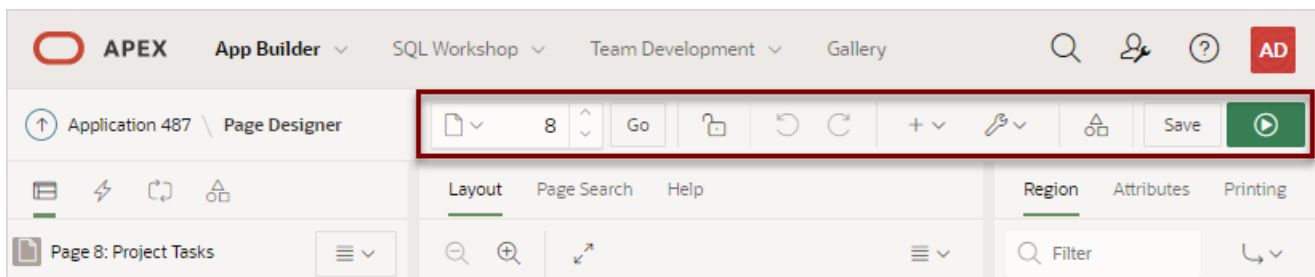 APEX App Builder SQL Workshop Team Development Gallery AD
Application 487 \ Page Designer 8 Go Save
Layout Page Search Help Region Attributes Printing
Page 8: Project Tasks Filter